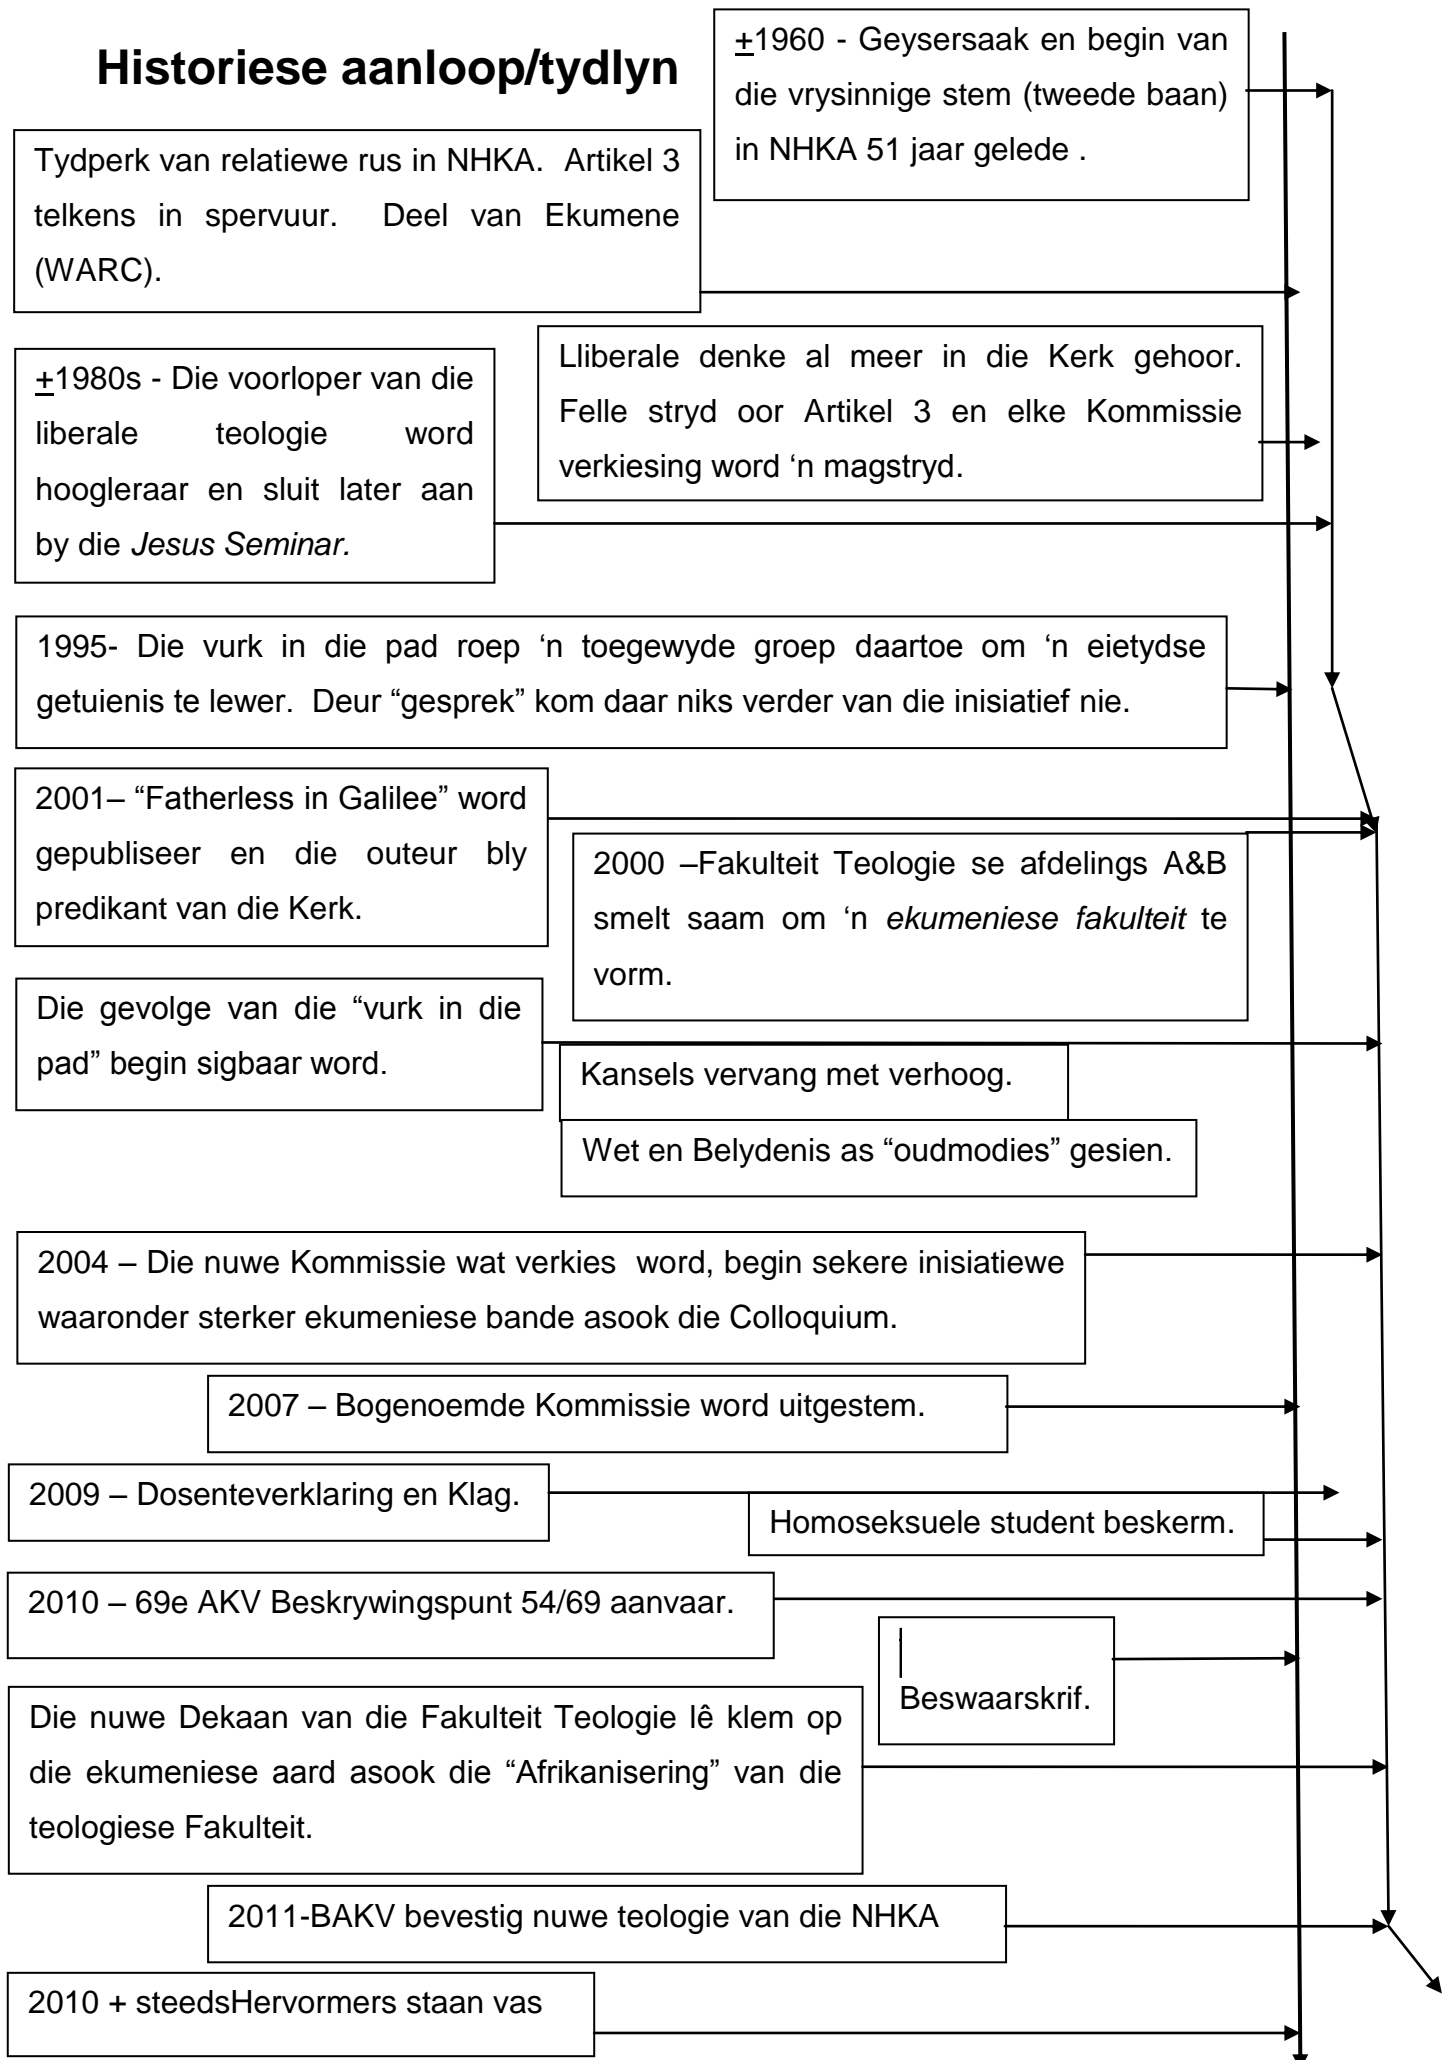 Historiese aanloop/tydlyn
+1960 - Geysersaak en begin van
die vrysinnige stem (tweede baan)
in NHKA 51 jaar gelede .
Tydperk van relatiewe rus in NHKA. Artikel 3
telkens in spervuur. Deel van Ekumene
(WARC).
Lliberale denke al meer in die Kerk gehoor.
Felle stryd oor Artikel 3 en elke Kommissie
verkiesing word ‘n magstryd.
+1980s - Die voorloper van die
liberale teologie word
hoogleraar en sluit later aan
by die Jesus Seminar.
1995- Die vurk in die pad roep ‘n toegewyde groep daartoe om ‘n eietydse
getuienis te lewer. Deur “gesprek” kom daar niks verder van die inisiatief nie.
2001– “Fatherless in Galilee” word
gepubliseer en die outeur bly
predikant van die Kerk.
2000 –Fakulteit Teologie se afdelings A&B
smelt saam om ‘n ekumeniese fakulteit te
vorm.
Die gevolge van die “vurk in die
pad” begin sigbaar word.
Kansels vervang met verhoog.
Wet en Belydenis as “oudmodies” gesien.
2004 – Die nuwe Kommissie wat verkies word, begin sekere inisiatiewe
waaronder sterker ekumeniese bande asook die Colloquium.
2007 – Bogenoemde Kommissie word uitgestem.
2009 – Dosenteverklaring en Klag.
Homoseksuele student beskerm.
2010 – 69e AKV Beskrywingspunt 54/69 aanvaar.
Beswaarskrif.
Die nuwe Dekaan van die Fakulteit Teologie lê klem op
die ekumeniese aard asook die “Afrikanisering” van die
teologiese Fakulteit.
2011-BAKV bevestig nuwe teologie van die NHKA
2010 + steedsHervormers staan vas